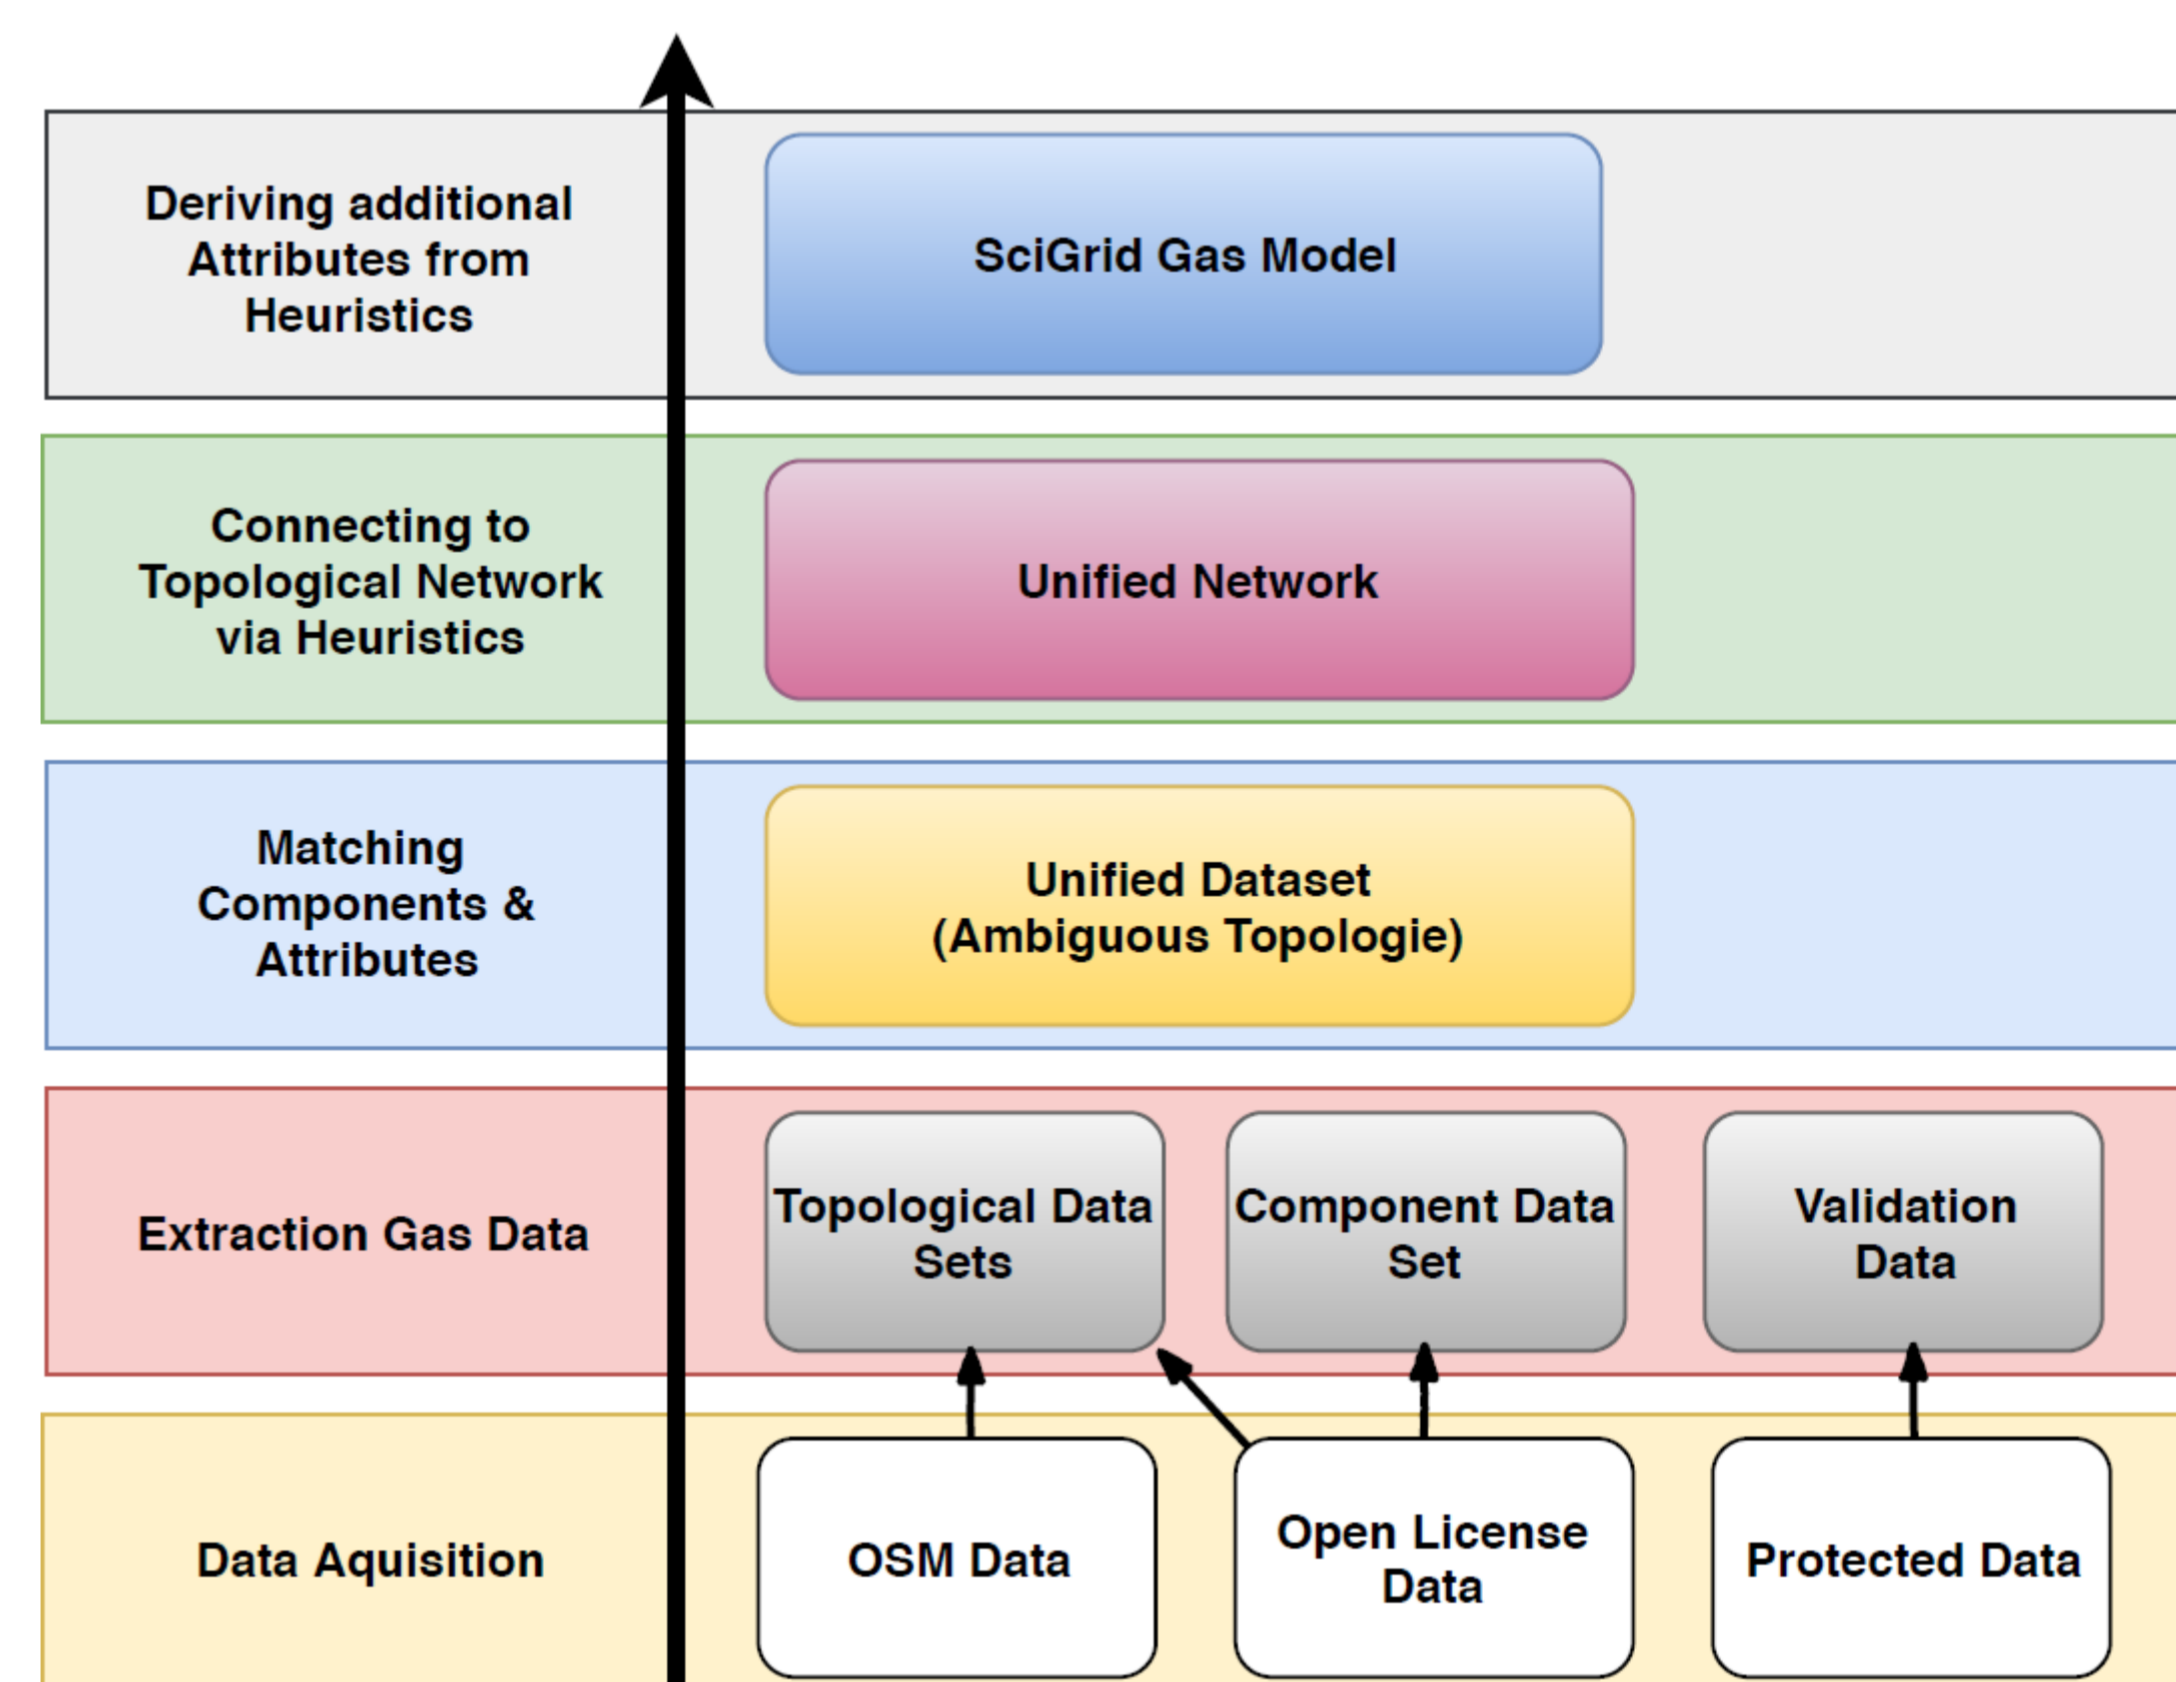 Deriving additional
Attributes from
Heuristics
SciGrid Gas Model
Connecting to
Topological Network
via Heuristics
Unified Network
Matching
Components &
Attributes
Unified Dataset
(Ambiguous Topologie)
Extraction Gas Data
Topological Data
Sets
Component Data
Set
Validation
Data
Data Aquisition
OSM Data
Open License
Data
Protected Data